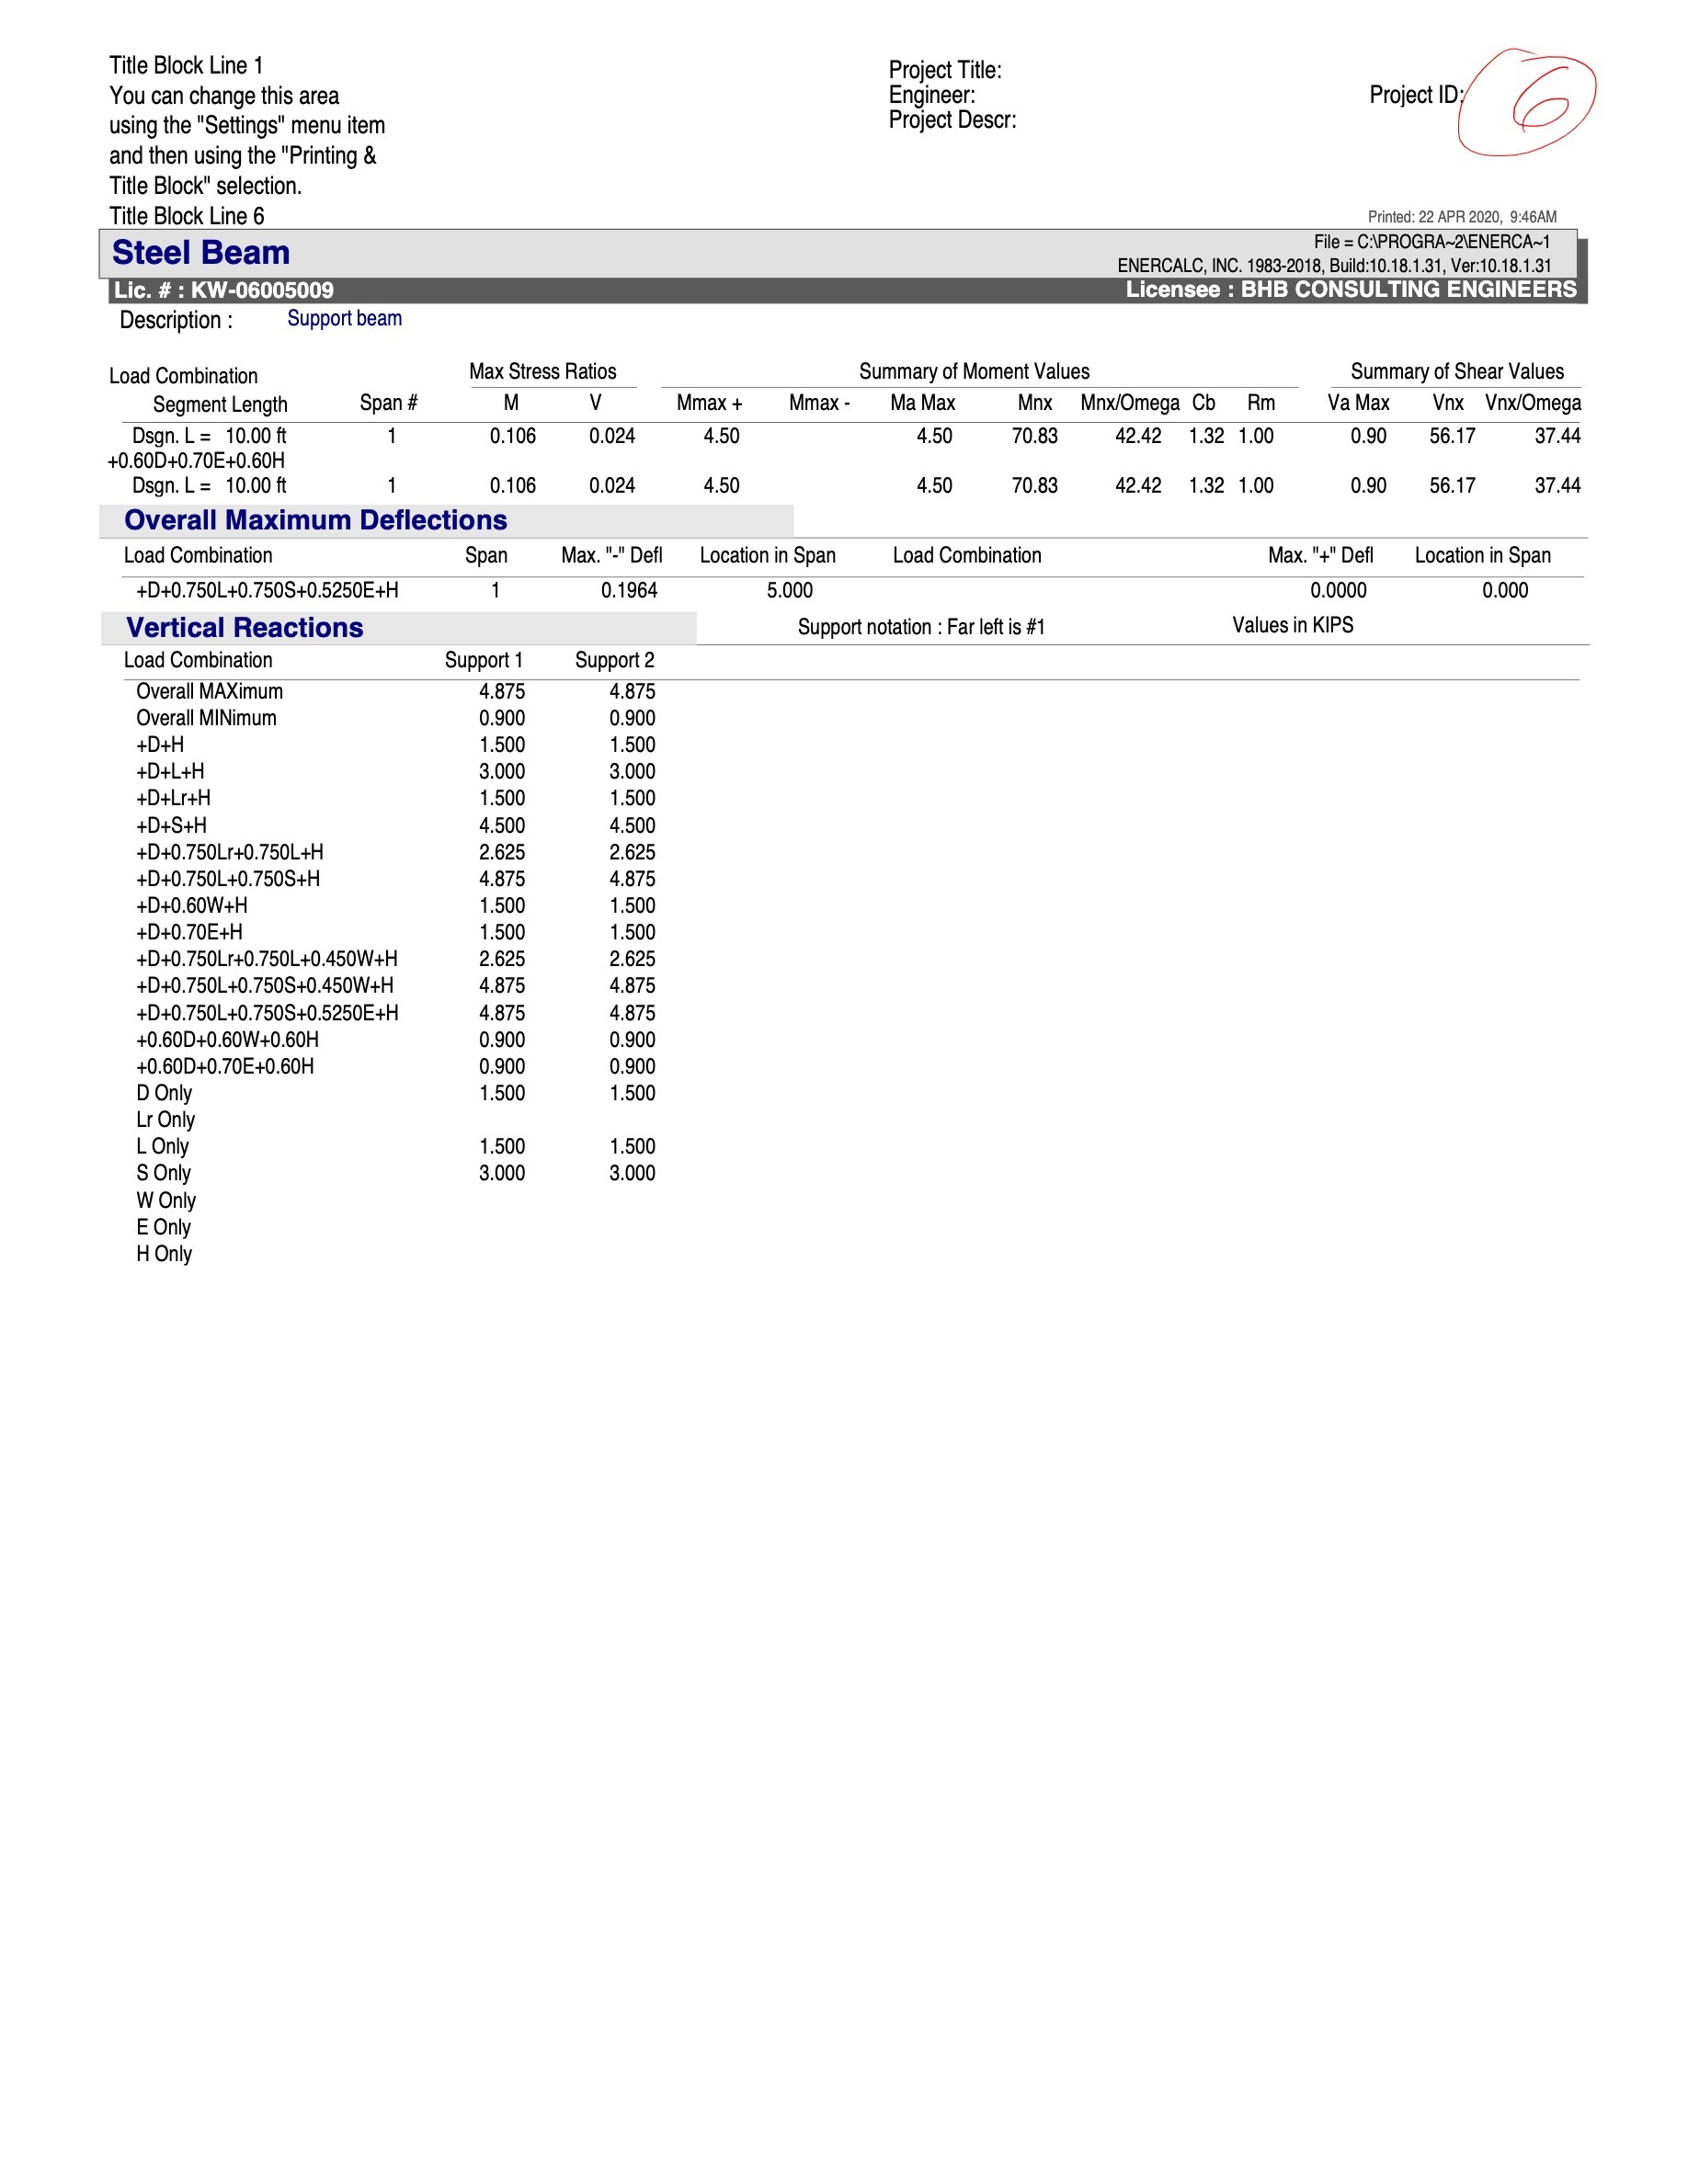 Title Block Line 1
You can change this area
using the "Settings" menu item
and then using the "Printing &
Title Block" selection.
Title Block Line 6
Project Title:
Engineer:
Project Descr:
Project ID: 6
Printed: 22 APR 2020, 9:46AM
Steel Beam
File = C:\PROGRA~2\ENERCA~1
ENERCALC, INC. 1983-2018, Build:10.18.1.31, Ver:10.18.1.31
Lic. # : KW-06005009 Licensee : BHB CONSULTING ENGINEERS
Description : Support beam
Load Combination Max Stress Ratios Summary of Moment Values Summary of Shear Values
Segment Length Span # M V Mmax + Mmax - Ma Max Mnx Mnx/Omega Cb Rm Va Max Vnx Vnx/Omega
Dsgn. L = 10.00 ft 1 0.106 0.024 4.50 4.50 70.83 42.42 1.32 1.00 0.90 56.17 37.44
+0.60D+0.70E+0.60H
Dsgn. L = 10.00 ft 1 0.106 0.024 4.50 4.50 70.83 42.42 1.32 1.00 0.90 56.17 37.44
Overall Maximum Deflections
Load Combination Span Max. "-" Defl Location in Span Load Combination Max. "+" Defl Location in Span
+D+0.750L+0.750S+0.5250E+H 1 0.1964 5.000 0.0000 0.000
Vertical Reactions Support notation : Far left is #1 Values in KIPS
Load Combination Support 1 Support 2
Overall MAXimum 4.875 4.875
Overall MINimum 0.900 0.900
+D+H 1.500 1.500
+D+L+H 3.000 3.000
+D+Lr+H 1.500 1.500
+D+S+H 4.500 4.500
+D+0.750Lr+0.750L+H 2.625 2.625
+D+0.750L+0.750S+H 4.875 4.875
+D+0.60W+H 1.500 1.500
+D+0.70E+H 1.500 1.500
+D+0.750Lr+0.750L+0.450W+H 2.625 2.625
+D+0.750L+0.750S+0.450W+H 4.875 4.875
+D+0.750L+0.750S+0.5250E+H 4.875 4.875
+0.60D+0.60W+0.60H 0.900 0.900
+0.60D+0.70E+0.60H 0.900 0.900
D Only 1.500 1.500
Lr Only
L Only 1.500 1.500
S Only 3.000 3.000
W Only
E Only
H Only